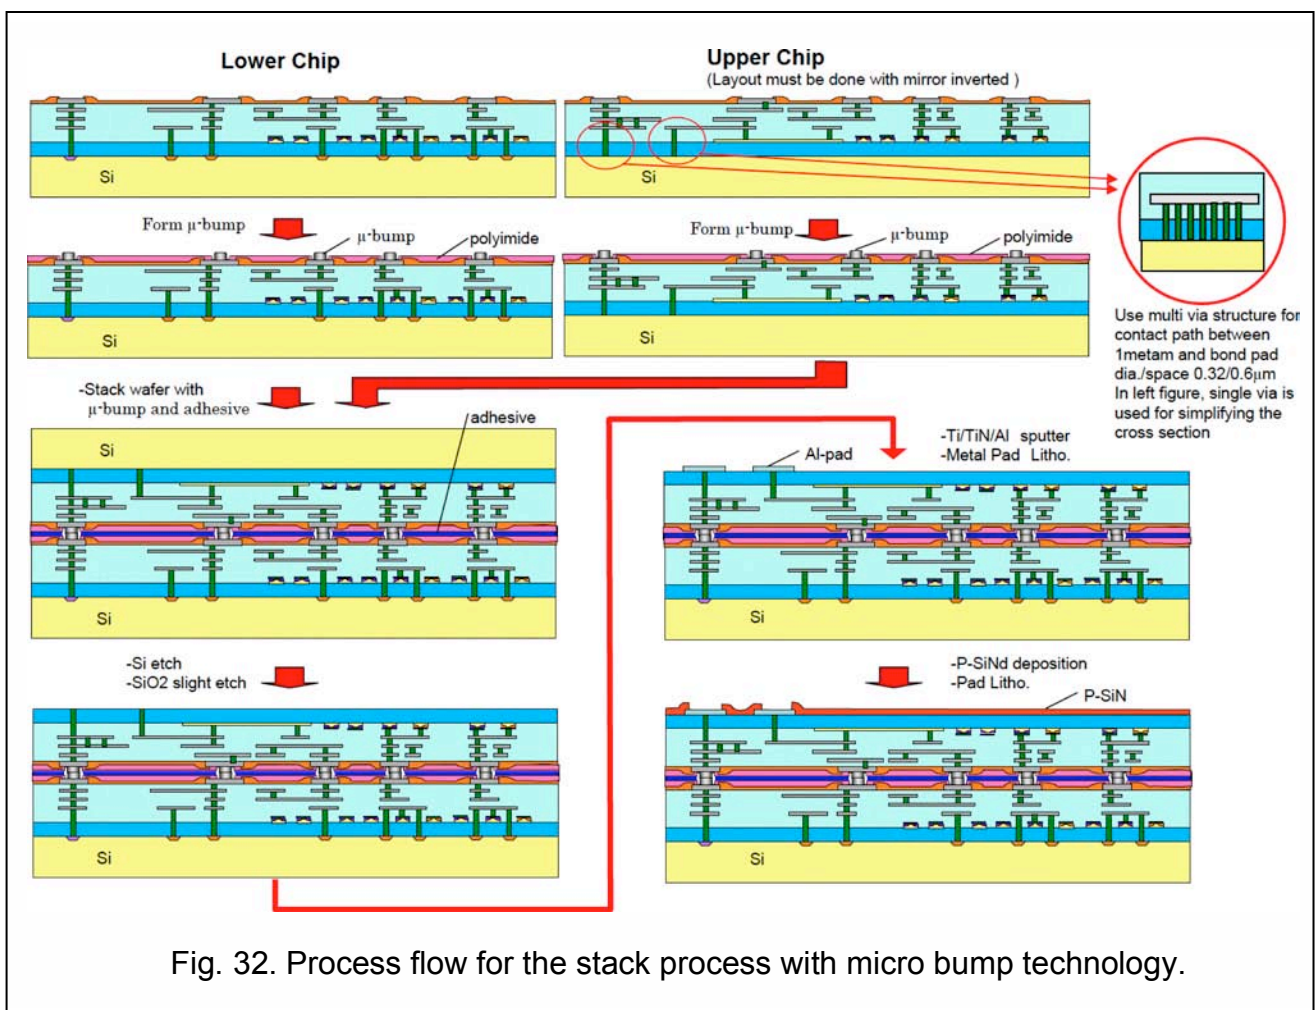 Lower Chip
Upper Chip
(Layout must be done with mirror inverted )
Si
Si
Form µ-bump
µ-bump
polyimide
Form µ-bump
µ-bump
polyimide
Si
Si
Use multi via structure for
contact path between
1metam and bond pad
dia./space 0.32/0.6µm
In left figure, single via is
used for simplifying the
cross section
-Stack wafer with
µ-bump and adhesive
adhesive
Si
Si
-Ti/TiN/Al sputter
-Metal Pad Litho.
Al-pad
Si
-Si etch
-SiO2 slight etch
-P-SiNd deposition
-Pad Litho.
P-SiN
Si
Si
Fig. 32. Process flow for the stack process with micro bump technology.